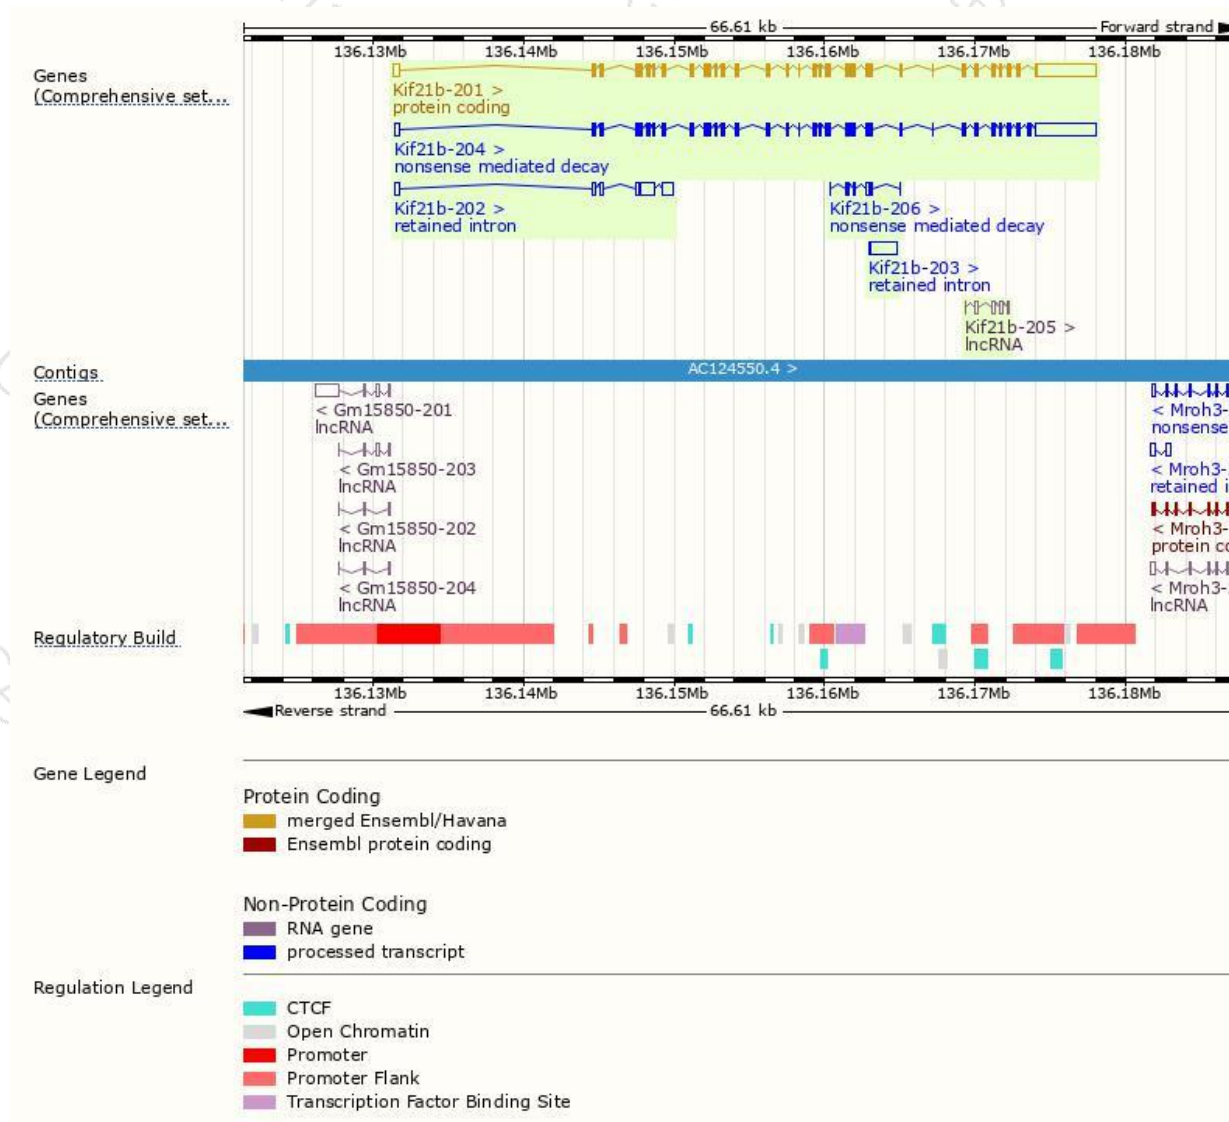 66.61 kb Forward strand
136.13Mb 136.14Mb 136.15Mb 136.16Mb 136.17Mb 136.18Mb
Genes
(Comprehensive set...
Kif21b-201 >
protein coding
Kif21b-204 >
nonsense mediated decay
Kif21b-202 >
retained intron
Kif21b-206 >
nonsense mediated decay
Kif21b-203 >
retained intron
Kif21b-205 >
lncRNA
Contigs
AC124550.4 >
Genes
(Comprehensive set...
< Gm15850-201
lncRNA
< Gm15850-203
lncRNA
< Gm15850-202
lncRNA
< Gm15850-204
lncRNA
< Mroh3-
nonsense
< Mroh3-
retained i
< Mroh3-
protein co
< Mroh3-
lncRNA
Regulatory Build
136.13Mb 136.14Mb 136.15Mb 136.16Mb 136.17Mb 136.18Mb
Reverse strand 66.61 kb
Gene Legend
Protein Coding
merged Ensembl/Havana
Ensembl protein coding
Non-Protein Coding
RNA gene
processed transcript
Regulation Legend
CTCF
Open Chromatin
Promoter
Promoter Flank
Transcription Factor Binding Site